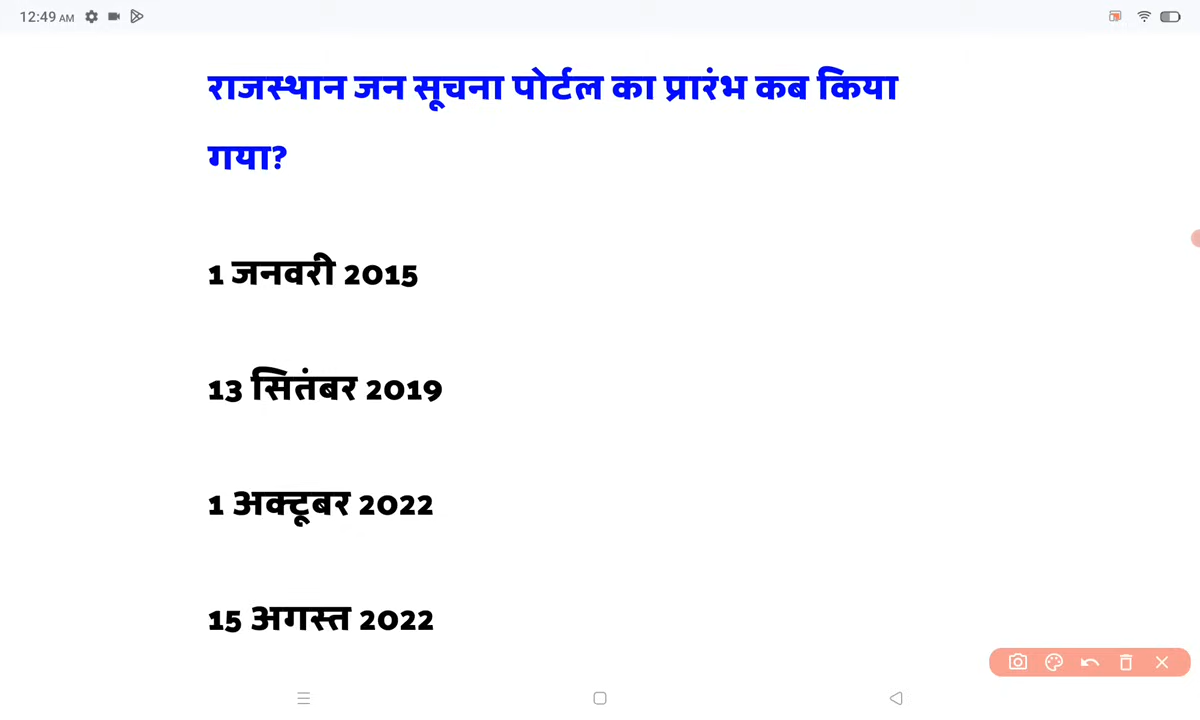 12:49 AM
राजस्थान जन सूचना पोर्टल का प्रारंभ कब किया
गया?
1 जनवरी 2015
13 सितंबर 2019
1 अक्टूबर 2022
15 अगस्त 2022